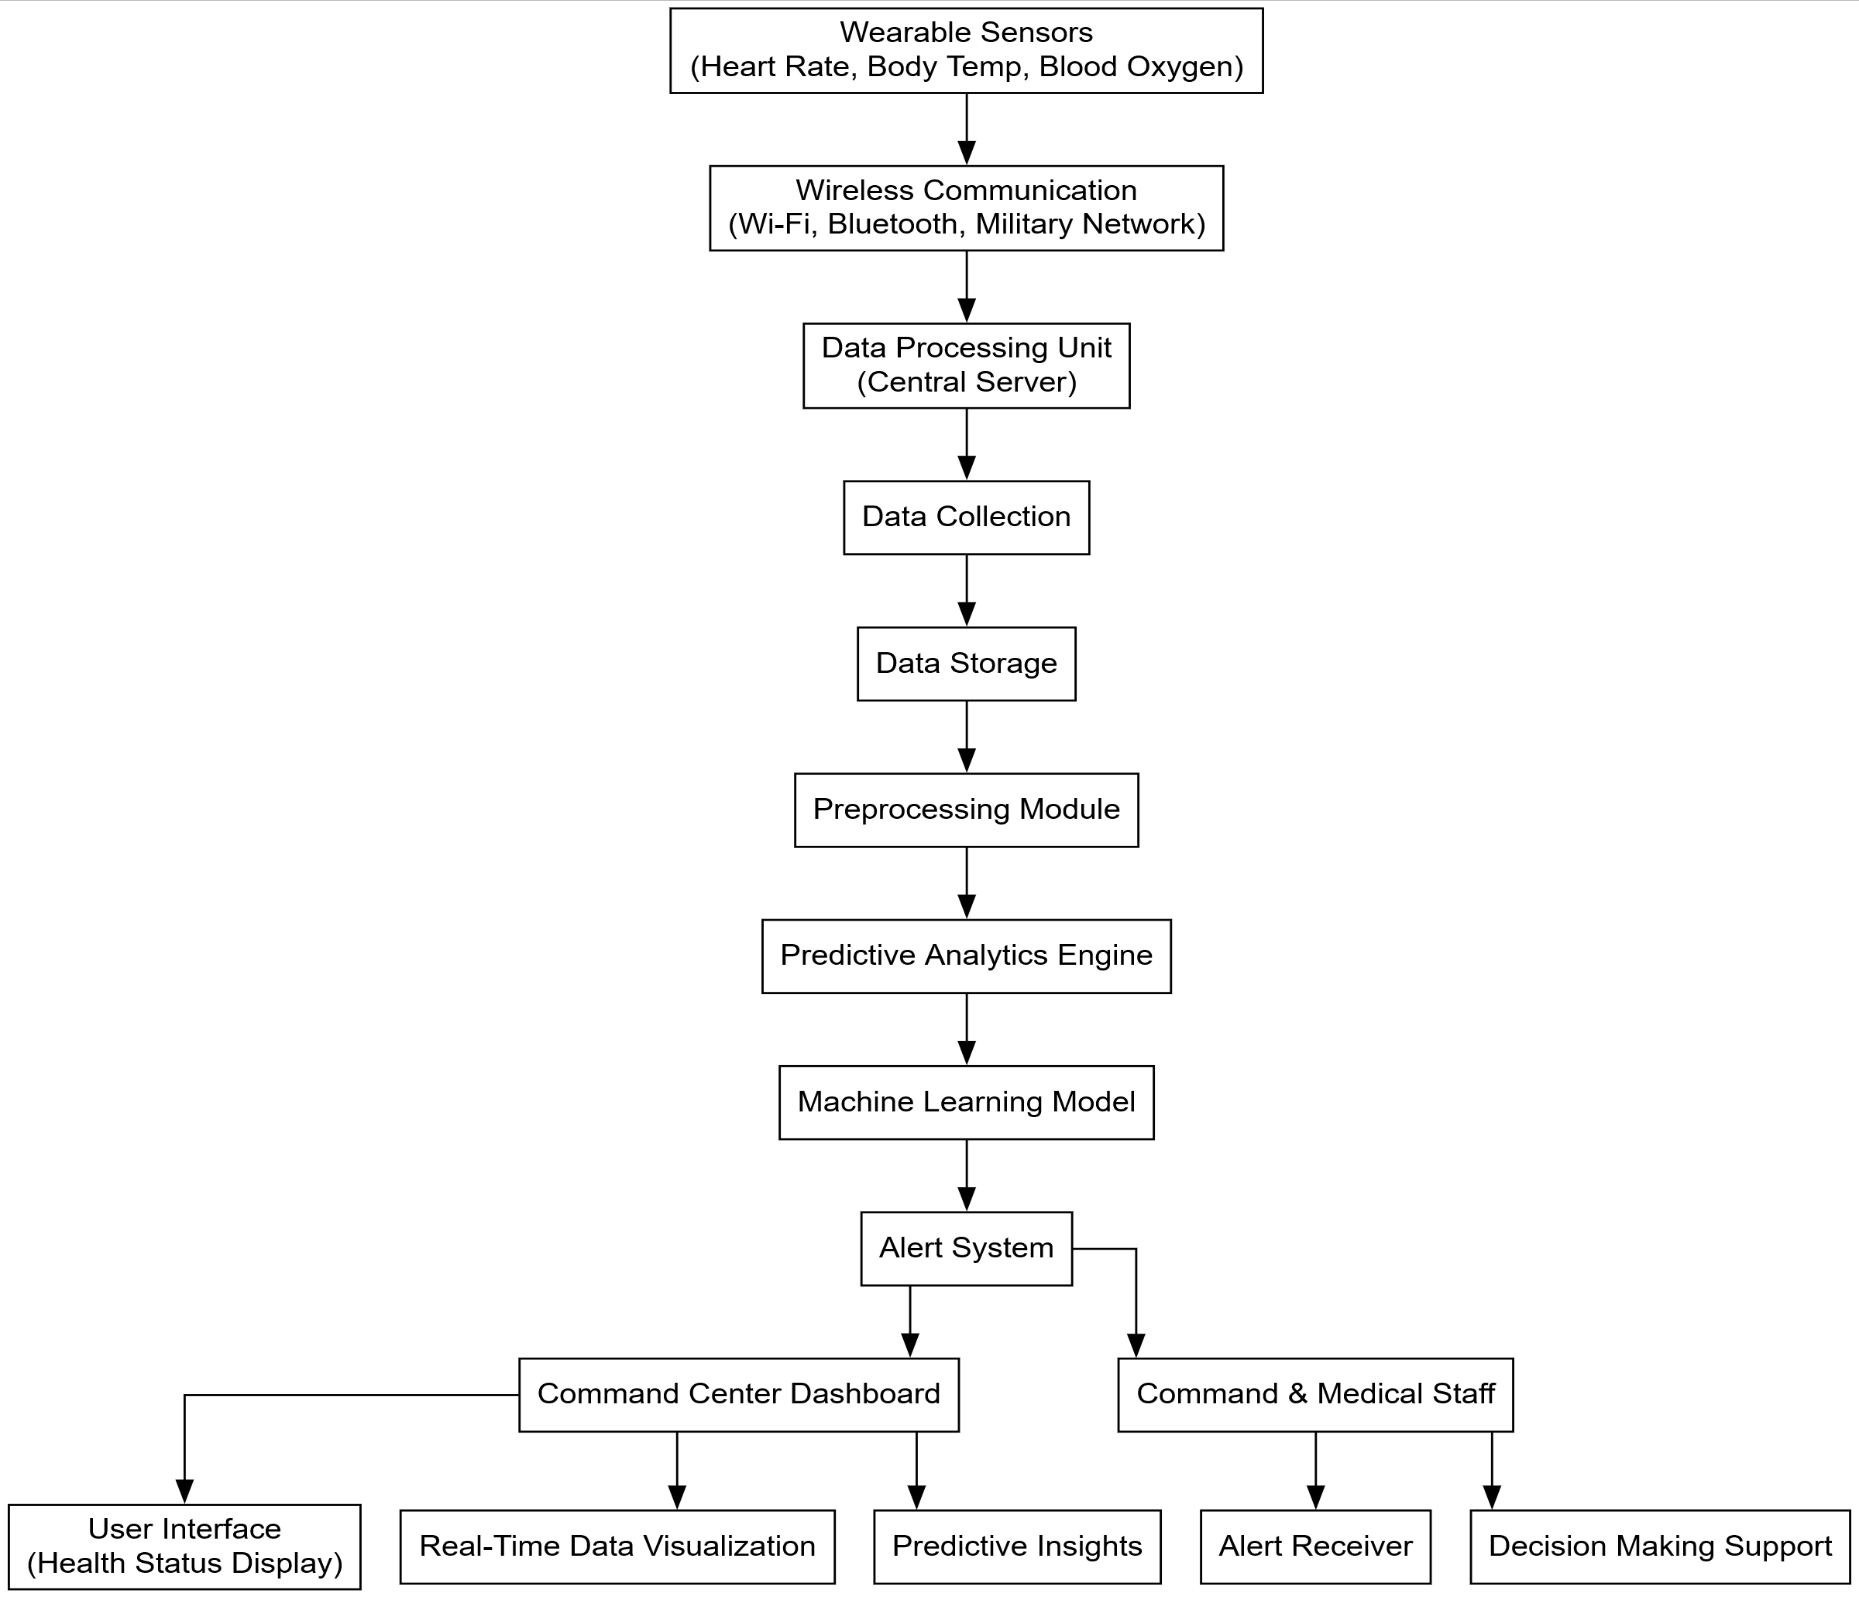 Wearable Sensors
(Heart Rate, Body Temp, Blood Oxygen)
Wireless Communication
(Wi-Fi, Bluetooth, Military Network)
Data Processing Unit
(Central Server)
Data Collection
Data Storage
Preprocessing Module
Predictive Analytics Engine
Machine Learning Model
Alert System
Command Center Dashboard
Command & Medical Staff
User Interface
(Health Status Display)
Real-Time Data Visualization
Predictive Insights
Alert Receiver
Decision Making Support